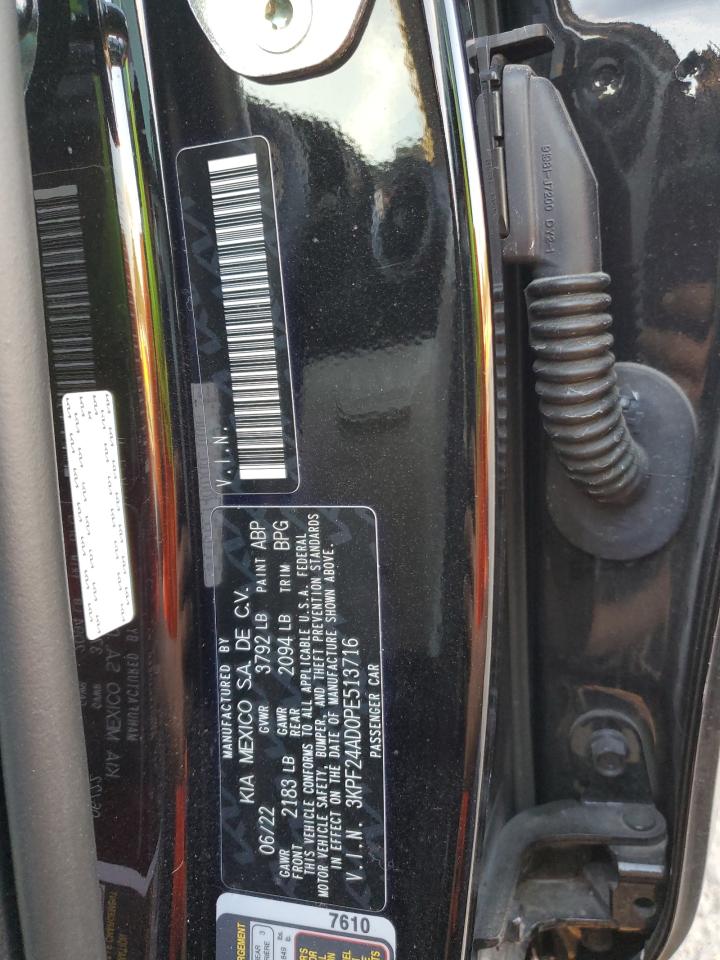 V.I.N.
MANUFACTURED BY
KIA MEXICO S.A. DE C.V.
06/22 GVWR 3792 LB PAINT ABP
GAWR FRONT 2183 LB GAWR REAR 2094 LB TRIM BPG
THIS VEHICLE CONFORMS TO ALL APPLICABLE U.S.A. FEDERAL
MOTOR VEHICLE SAFETY, BUMPER, AND THEFT PREVENTION STANDARDS
IN EFFECT ON THE DATE OF MANUFACTURE SHOWN ABOVE.
V.I.N. 3KPF24AD0PE513716
PASSENGER CAR
7610